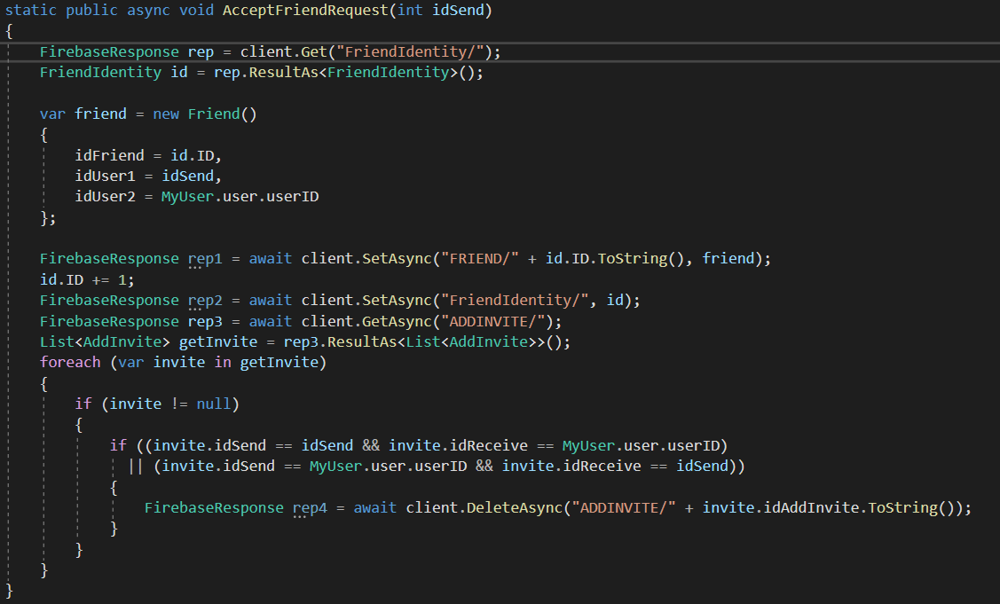 static public async void AcceptFriendRequest(int idSend)
{
FirebaseResponse rep = client.Get("FriendIdentity/");
FriendIdentity id = rep.ResultAs<FriendIdentity>();
var friend = new Friend()
{
idFriend = id.ID,
idUser1 = idSend,
idUser2 = MyUser.user.userID
};
FirebaseResponse rep1 = await client.SetAsync("FRIEND/" + id.ID.ToString(), friend);
id.ID += 1;
FirebaseResponse rep2 = await client.SetAsync("FriendIdentity/", id);
FirebaseResponse rep3 = await client.GetAsync("ADDINVITE/");
List<AddInvite> getInvite = rep3.ResultAs<List<AddInvite>>();
foreach (var invite in getInvite)
{
if (invite != null)
{
if ((invite.idSend == idSend && invite.idReceive == MyUser.user.userID)
|| (invite.idSend == MyUser.user.userID && invite.idReceive == idSend))
{
FirebaseResponse rep4 = await client.DeleteAsync("ADDINVITE/" + invite.idAddInvite.ToString());
}
}
}
}